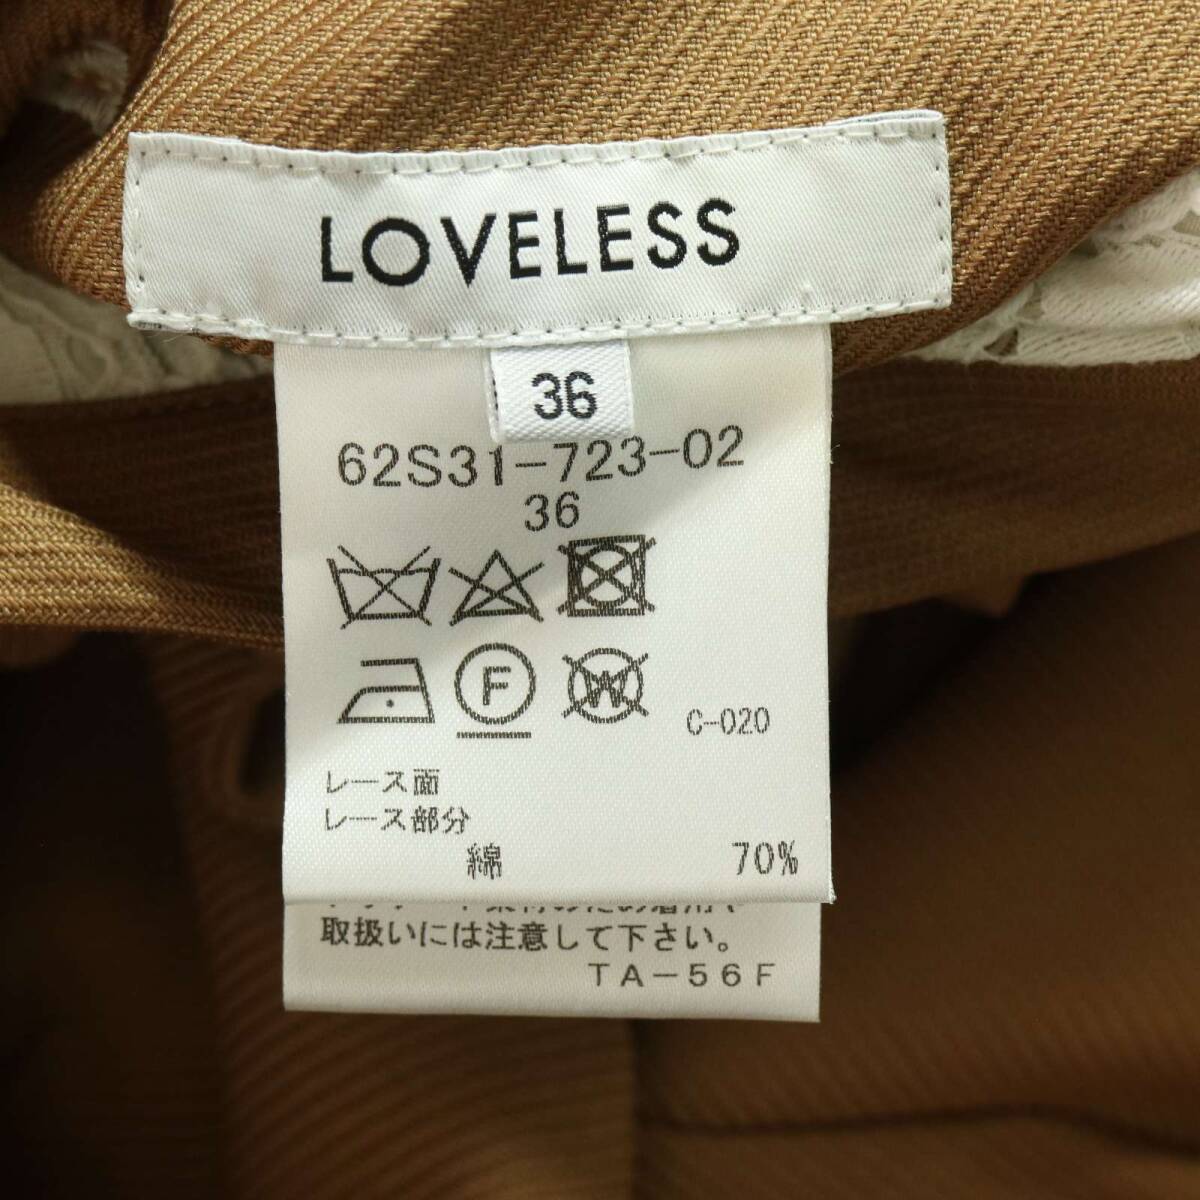 LOVELESS
36
62S31-723-02
36
F
W
C-020
レース面
レース部分
綿 70%
取扱いには注意して下さい。
TA-56F